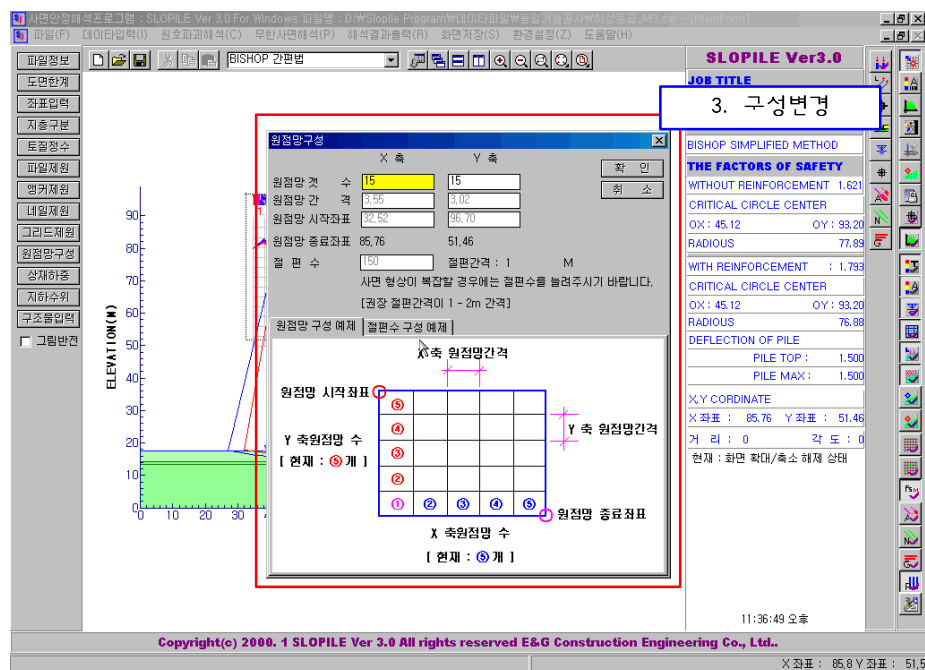 사면안정해석프로그램 : SLOPILE Ver 3.0 For Windows 파일명 : D:\Slopile Program\데이타파일\동일기술공사\하상문교_M3.dat - [MainForm]
파일(F) 데이타입력(I) 원호파괴해석(C) 무한사면해석(P) 해석결과출력(R) 화면저장(S) 환경설정(Z) 도움말(H)
BISHOP 간편법
파일정보
도면한계
좌표입력
지층구분
토질정수
파일제원
앵커제원
네일제원
그리드제원
원점망구성
상재하중
지하수위
구조물입력
그림반전
ELEVATION(M)
90
80
70
60
50
40
30
20
10
0
0 10 20 30
원점망구성
X 축 Y 축
원점망 갯 수 15 15
원점망 간 격 3,55 3,02
원점망 시작좌표 32,52 96,70
원점망 종료좌표 85,76 51,46
절 편 수 150 절편간격 : 1 M
사면 형상이 복잡할 경우에는 절편수를 늘려주시기 바랍니다.
[권장 절편간격이 1 - 2m 간격]
확 인
취 소
원점망 구성 예제 절편수 구성 예제
X 축 원점망간격
원점망 시작좌표
Y 축원점망 수
[ 현재 : ⑤ 개 ]
⑤
④
③
②
① ② ③ ④ ⑤
Y 축 원점망간격
원점망 종료좌표
X 축원점망 수
[ 현재 : ⑤ 개 ]
SLOPILE Ver3.0
JOB TITLE
3. 구성변경
BISHOP SIMPLIFIED METHOD
THE FACTORS OF SAFETY
WITHOUT REINFORCEMENT 1.621
CRITICAL CIRCLE CENTER
OX : 45.12 OY : 93.20
RADIOUS 77.89
WITH REINFORCEMENT : 1.793
CRITICAL CIRCLE CENTER
OX : 45.12 OY : 93.20
RADIOUS 76.88
DEFLECTION OF PILE
PILE TOP : 1.500
PILE MAX : 1.500
X,Y CORDINATE
X 좌표 : 85.76 Y 좌표 : 51.46
거 리 : 0 각 도 : 0
현재 : 화면 확대/축소 해제 상태
11:36:49 오후
Copyright(c) 2000. 1 SLOPILE Ver 3.0 All rights reserved E&G Construction Engineering Co., Ltd..
X 좌표 : 85,8 Y 좌표 : 51,5